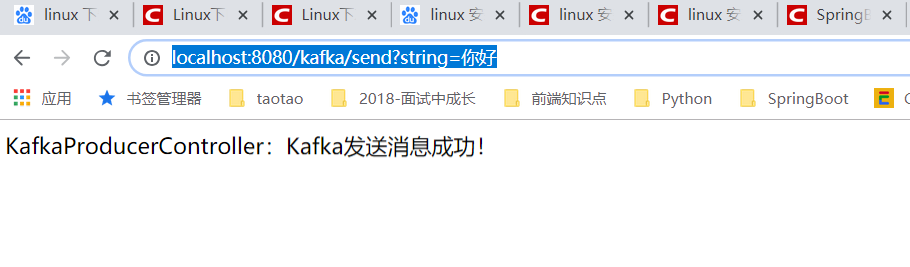 linux 下
Linux下
Linux下
linux 安
linux 安
linux 安
SpringB
localhost:8080/kafka/send?string=你好
应用 书签管理器 taotao 2018-面试中成长 前端知识点 Python SpringBoot
KafkaProducerController：Kafka发送消息成功！